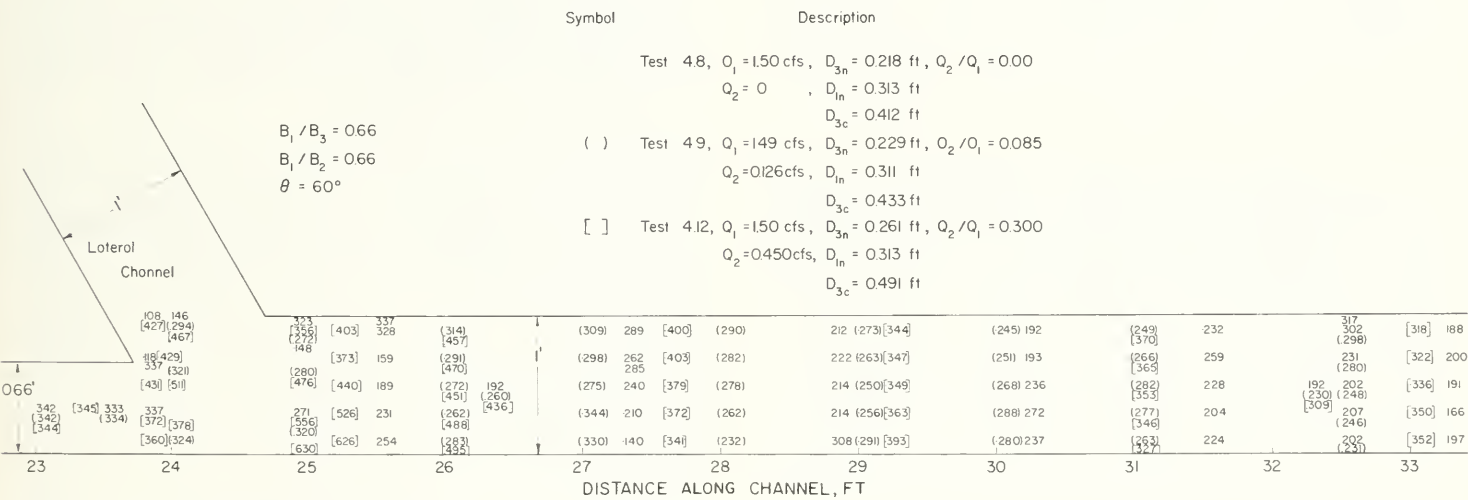 Symbol Description
Test 4.8, Q₁ = 1.50 cfs, D₃ₙ = 0.218 ft, Q₂/Q₁ = 0.00
Q₂ = 0, D₁ₙ = 0.313 ft
D₃c = 0.412 ft
( ) Test 4.9, Q₁ = 1.49 cfs, D₃ₙ = 0.229 ft, Q₂/Q₁ = 0.085
Q₂ = 0.126 cfs, D₁ₙ = 0.311 ft
D₃c = 0.433 ft
[ ] Test 4.12, Q₁ = 1.50 cfs, D₃ₙ = 0.261 ft, Q₂/Q₁ = 0.300
Q₂ = 0.450 cfs, D₁ₙ = 0.313 ft
D₃c = 0.491 ft
B₁/B₃ = 0.66
B₁/B₂ = 0.66
θ = 60°
Lateral
Channel
.108 .146 .323 .337
[.427] (.294) [.356] [.403] .328 (.314) (.309) .289 [.400] (.290) .212 (.273) [.344] (.245) .192 (.249) .232 .317 .302 [.318] .188
[.467] (.272) [.457] [.370] (.298)
.118 [.429] .148 [.373] .159 (.291) (.298) .262 [.403] (.282) .222 (.263) [.347] (.251) .193 (.266) .259 .231 [.322] .200
.337 (.321) (.280) [.470] .285 [.365] (.280)
[.431] [.511] [.476] [.440] .189 (.272) .192 (.275) .240 [.379] (.278) .214 (.250) [.349] (.268) .236 (.282) .228 .192 .202 [.336] .191
[.451] (.260) [.353] (.230) (.248)
[.436] [.309]
.342 [.345] .333 .337 .271 [.526] .231 (.262) (.344) .210 [.372] (.262) .214 (.256) [.363] (.288) .272 (.277) .204 .207 [.350] .166
(.342) (.334) [.372] [.378] [.556] [.488] [.346] (.246)
[.344] (.320)
[.360] (.324) [.630] [.626] .254 (.283) (.330) .140 [.341] (.232) .308 (.291) [.393] (.280) .237 (.263) .224 .202 [.352] .197
[.495] [.327] (.231)
0.66'
1'
23 24 25 26 27 28 29 30 31 32 33
DISTANCE ALONG CHANNEL, FT